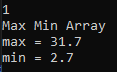 1
Max Min Array
max = 31.7
min = 2.7